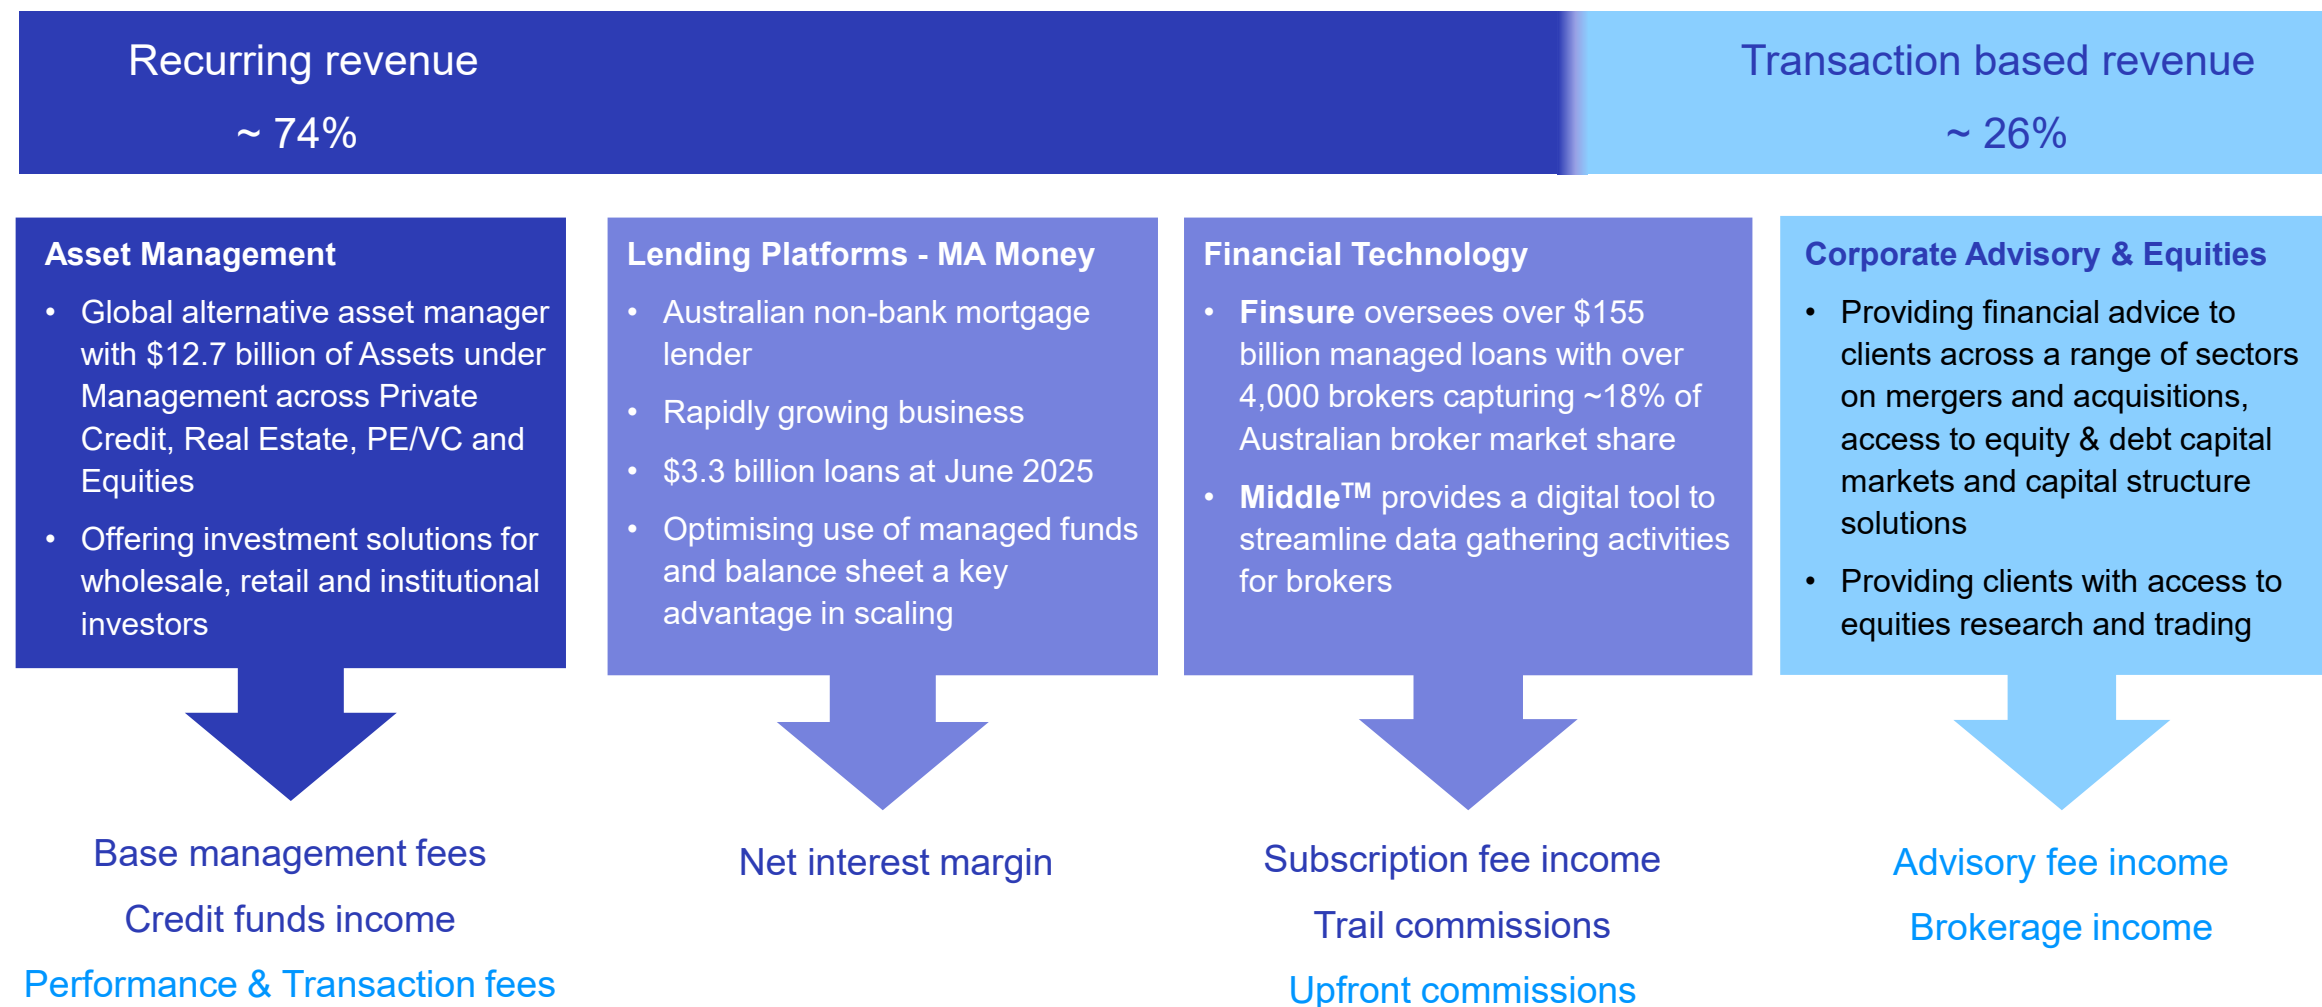 Recurring revenue
~ 74%
Transaction based revenue
~ 26%
Asset Management
• Global alternative asset manager
with $12.7 billion of Assets under
Management across Private
Credit, Real Estate, PE/VC and
Equities
• Offering investment solutions for
wholesale, retail and institutional
investors
Base management fees
Credit funds income
Performance & Transaction fees
Lending Platforms - MA Money
• Australian non-bank mortgage
lender
• Rapidly growing business
• $3.3 billion loans at June 2025
• Optimising use of managed funds
and balance sheet a key
advantage in scaling
Net interest margin
Financial Technology
• Finsure oversees over $155
billion managed loans with over
4,000 brokers capturing ~18% of
Australian broker market share
• Middle™ provides a digital tool to
streamline data gathering activities
for brokers
Subscription fee income
Trail commissions
Upfront commissions
Corporate Advisory & Equities
• Providing financial advice to
clients across a range of sectors
on mergers and acquisitions,
access to equity & debt capital
markets and capital structure
solutions
• Providing clients with access to
equities research and trading
Advisory fee income
Brokerage income